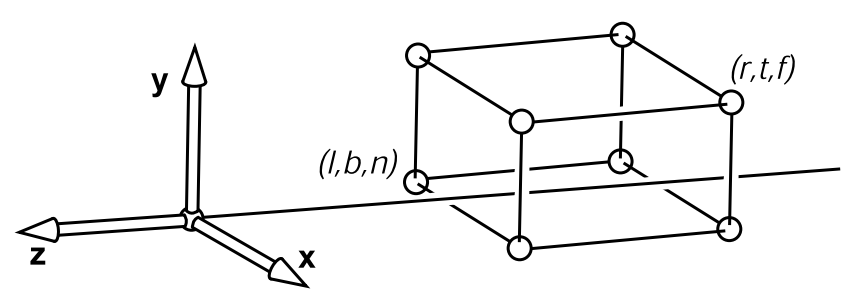 y
(r,t,f)
(l,b,n)
z
x